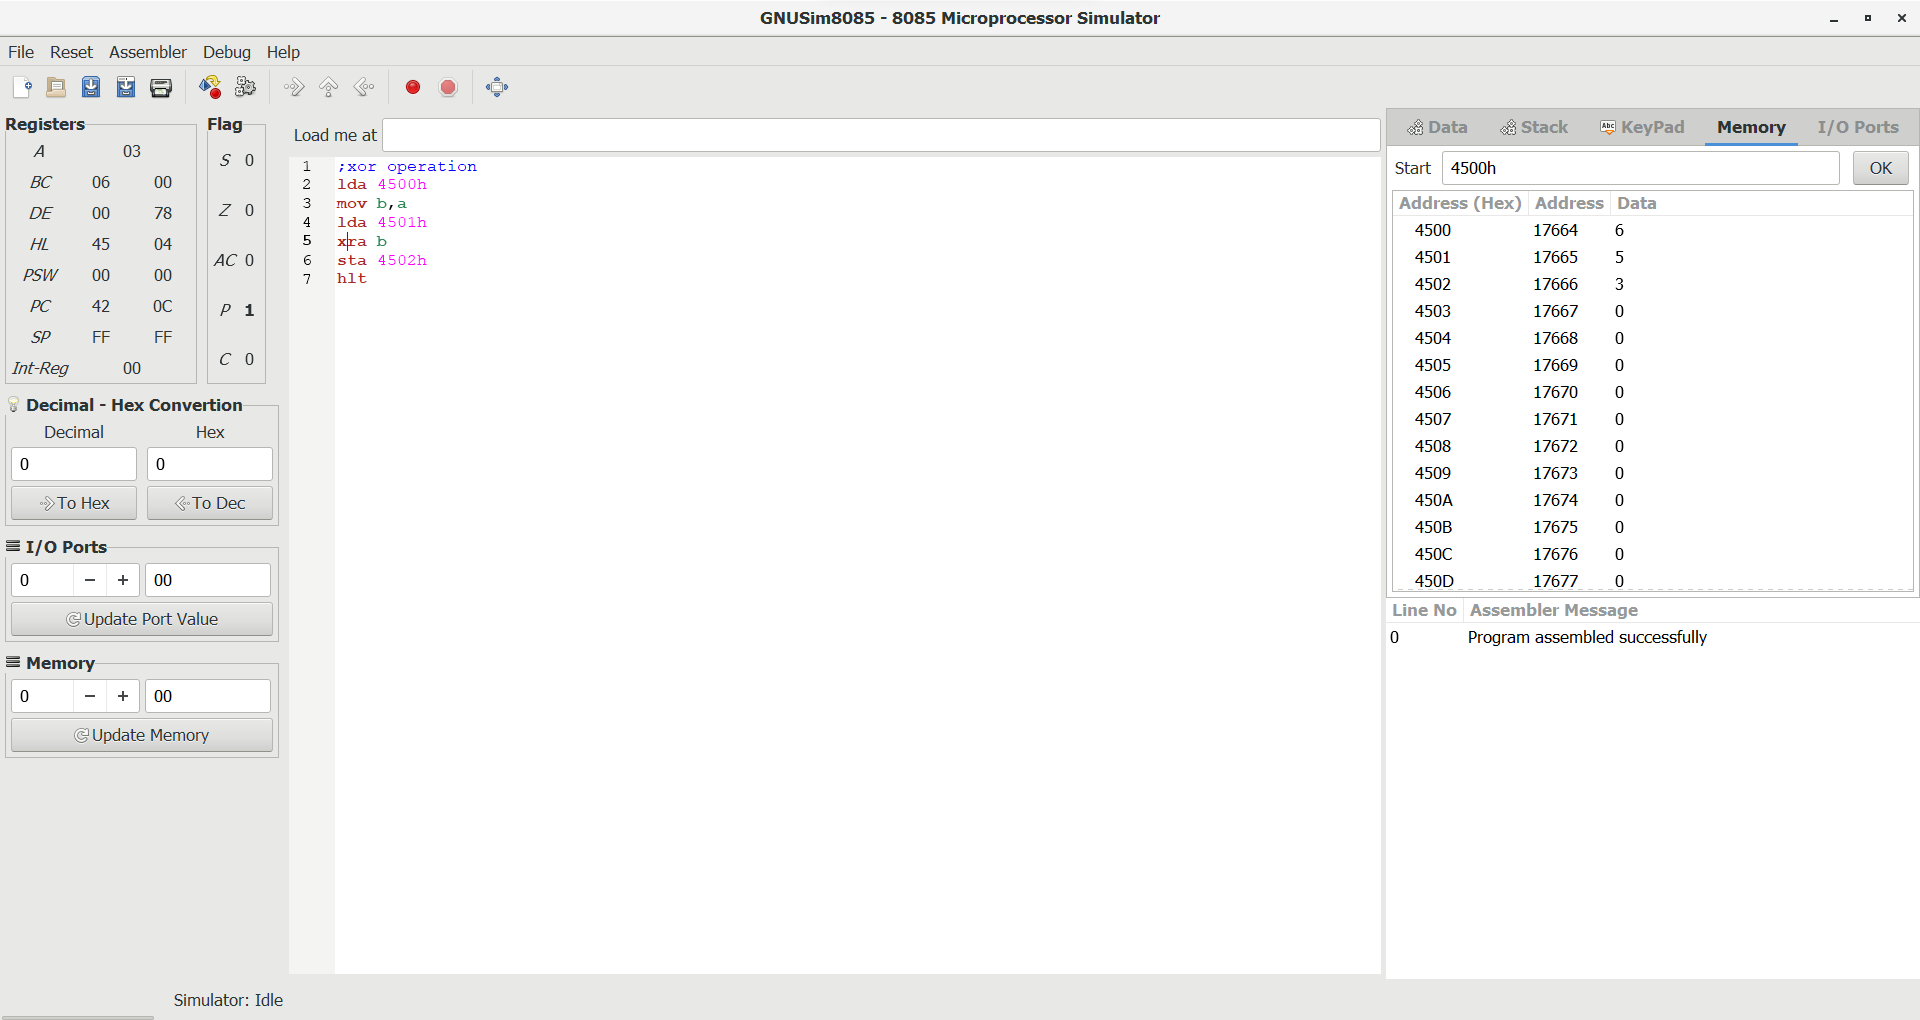 GNUSim8085 - 8085 Microprocessor Simulator
File Reset Assembler Debug Help
Registers
A 03
BC 06 00
DE 00 78
HL 45 04
PSW 00 00
PC 42 0C
SP FF FF
Int-Reg 00
Flag
S 0
Z 0
AC 0
P 1
C 0
Decimal - Hex Convertion
Decimal Hex
0 0
To Hex To Dec
I/O Ports
0 − + 00
Update Port Value
Memory
0 − + 00
Update Memory
Load me at
1 ;xor operation
2 lda 4500h
3 mov b,a
4 lda 4501h
5 xra b
6 sta 4502h
7 hlt
Data Stack Abc KeyPad Memory I/O Ports
Start 4500h OK
Address (Hex) Address Data
4500 17664 6
4501 17665 5
4502 17666 3
4503 17667 0
4504 17668 0
4505 17669 0
4506 17670 0
4507 17671 0
4508 17672 0
4509 17673 0
450A 17674 0
450B 17675 0
450C 17676 0
450D 17677 0
Line No Assembler Message
0 Program assembled successfully
Simulator: Idle